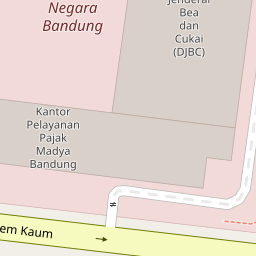 Negara
Bandung
Jenderal
Bea
dan
Cukai
(DJBC)
Kantor
Pelayanan
Pajak
Madya
Bandung
em Kaum